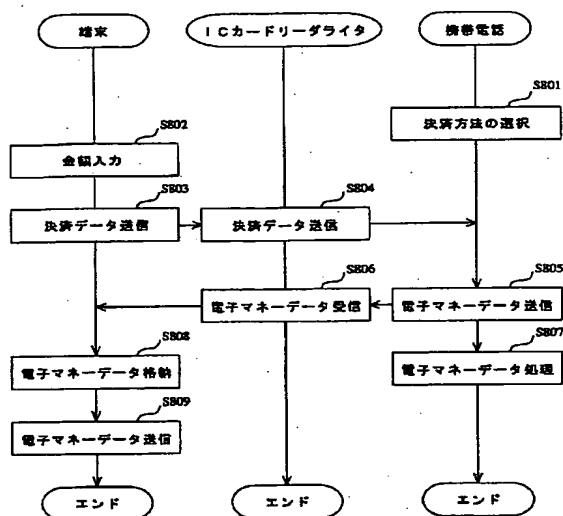 端末
ICカードリーダライタ
携帯電話
S801
決済方法の選択
S802
金額入力
S803
決済データ送信
S804
決済データ送信
S805
電子マネーデータ送信
S806
電子マネーデータ受信
S807
電子マネーデータ処理
S808
電子マネーデータ格納
S809
電子マネーデータ送信
エンド
エンド
エンド